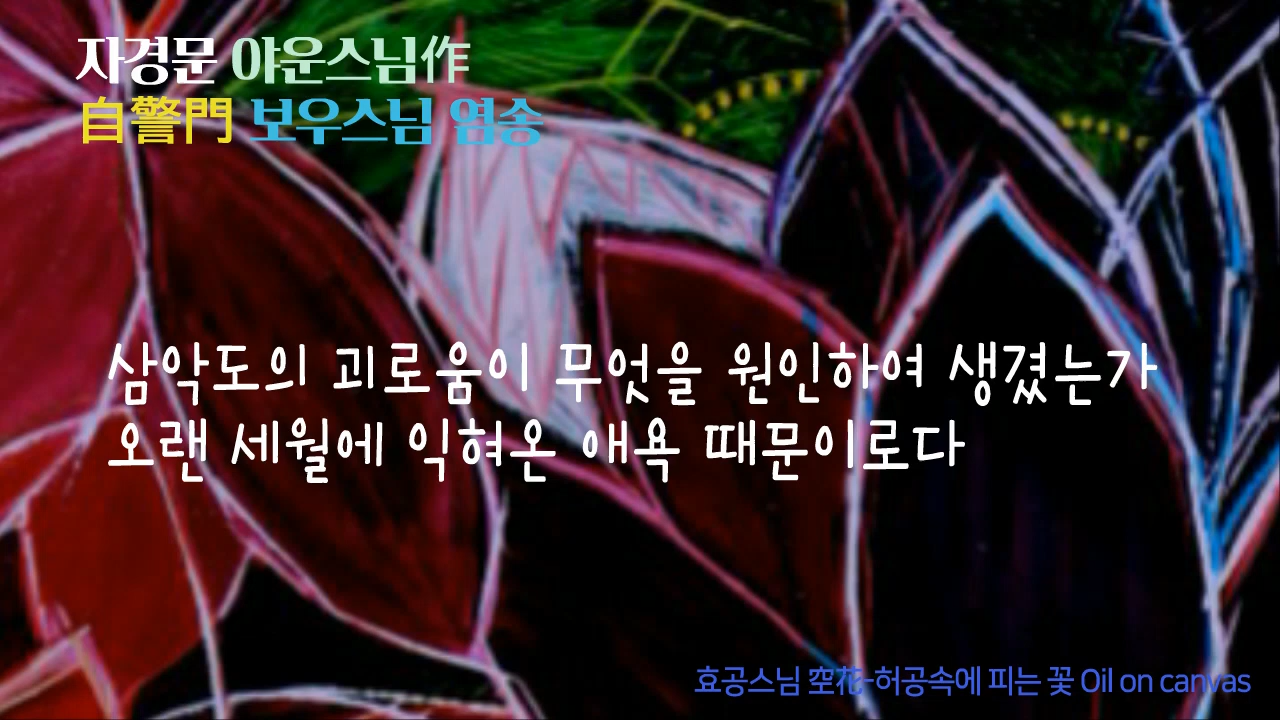 자경문 야운스님作
自警門 보우스님 염송
삼악도의 괴로움이 무엇을 원인하여 생겼는가
오랜 세월에 익혀온 애욕 때문이로다
효공스님 空花-허공속에 피는 꽃 Oil on canvas